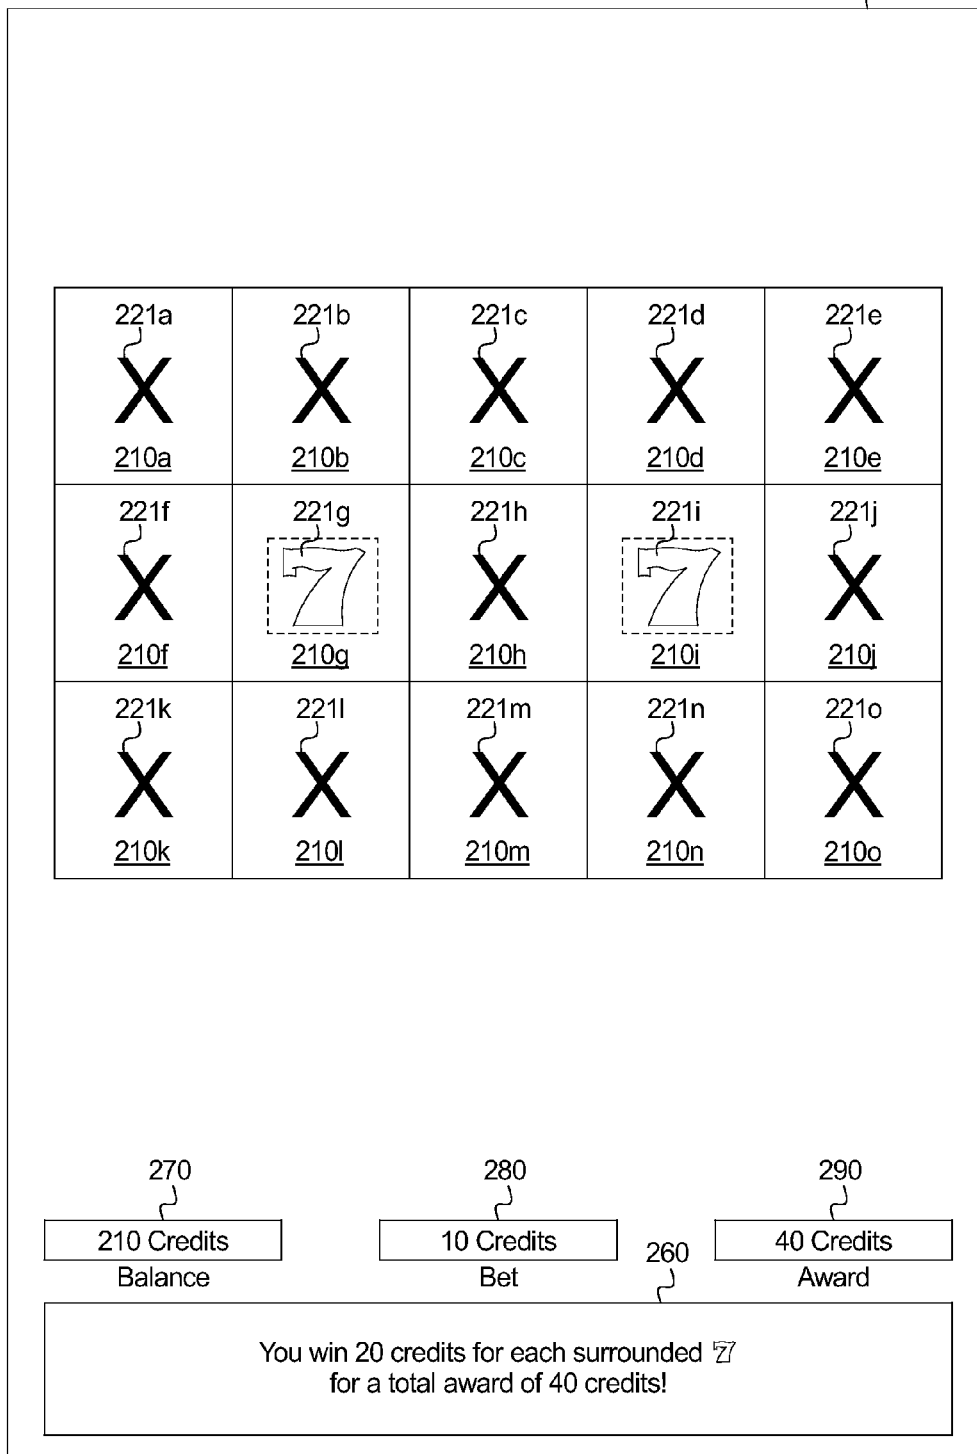 221a 221b 221c 221d 221e
X X X X X
210a 210b 210c 210d 210e
221f 221g 221h 221i 221j
X 7 X 7 X
210f 210g 210h 210i 210j
221k 221l 221m 221n 221o
X X X X X
210k 210l 210m 210n 210o
270 280 290
210 Credits 10 Credits 40 Credits
260
Balance Bet Award
You win 20 credits for each surrounded 7
for a total award of 40 credits!